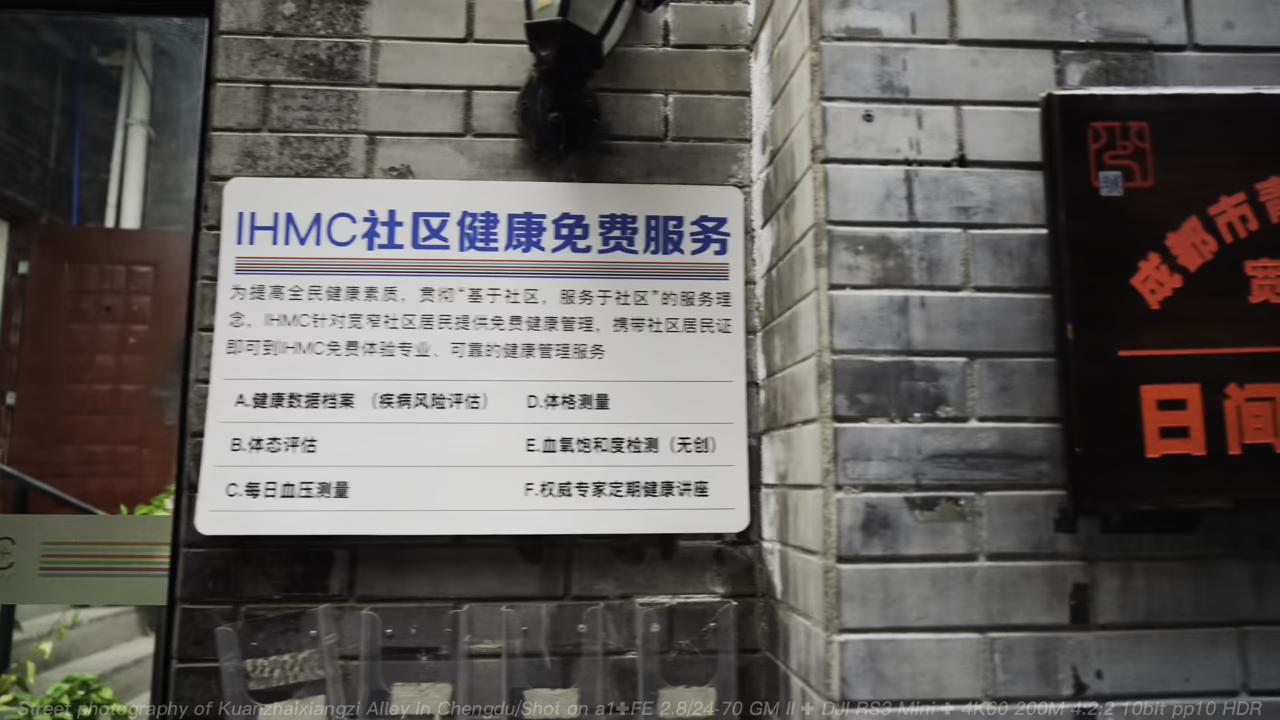 IHMC社区健康免费服务
为提高全民健康素质，贯彻“基于社区，服务于社区”的服务理
念，IHMC针对宽窄社区居民提供免费健康管理，携带社区居民证
即可到IHMC免费体验专业、可靠的健康管理服务
A.健康数据档案（疾病风险评估） D.体格测量
B.体态评估 E.血氧饱和度检测（无创）
C.每日血压测量 F.权威专家定期健康讲座
成都市青
宽
日间
C
Street photography of Kuanzhaixiangzi Alley in Chengdu/Shot on a1+FE 2.8/24-70 GM II + DJI RS3 Mini + 4K60 200M 4:2:2 10bit pp10 HDR